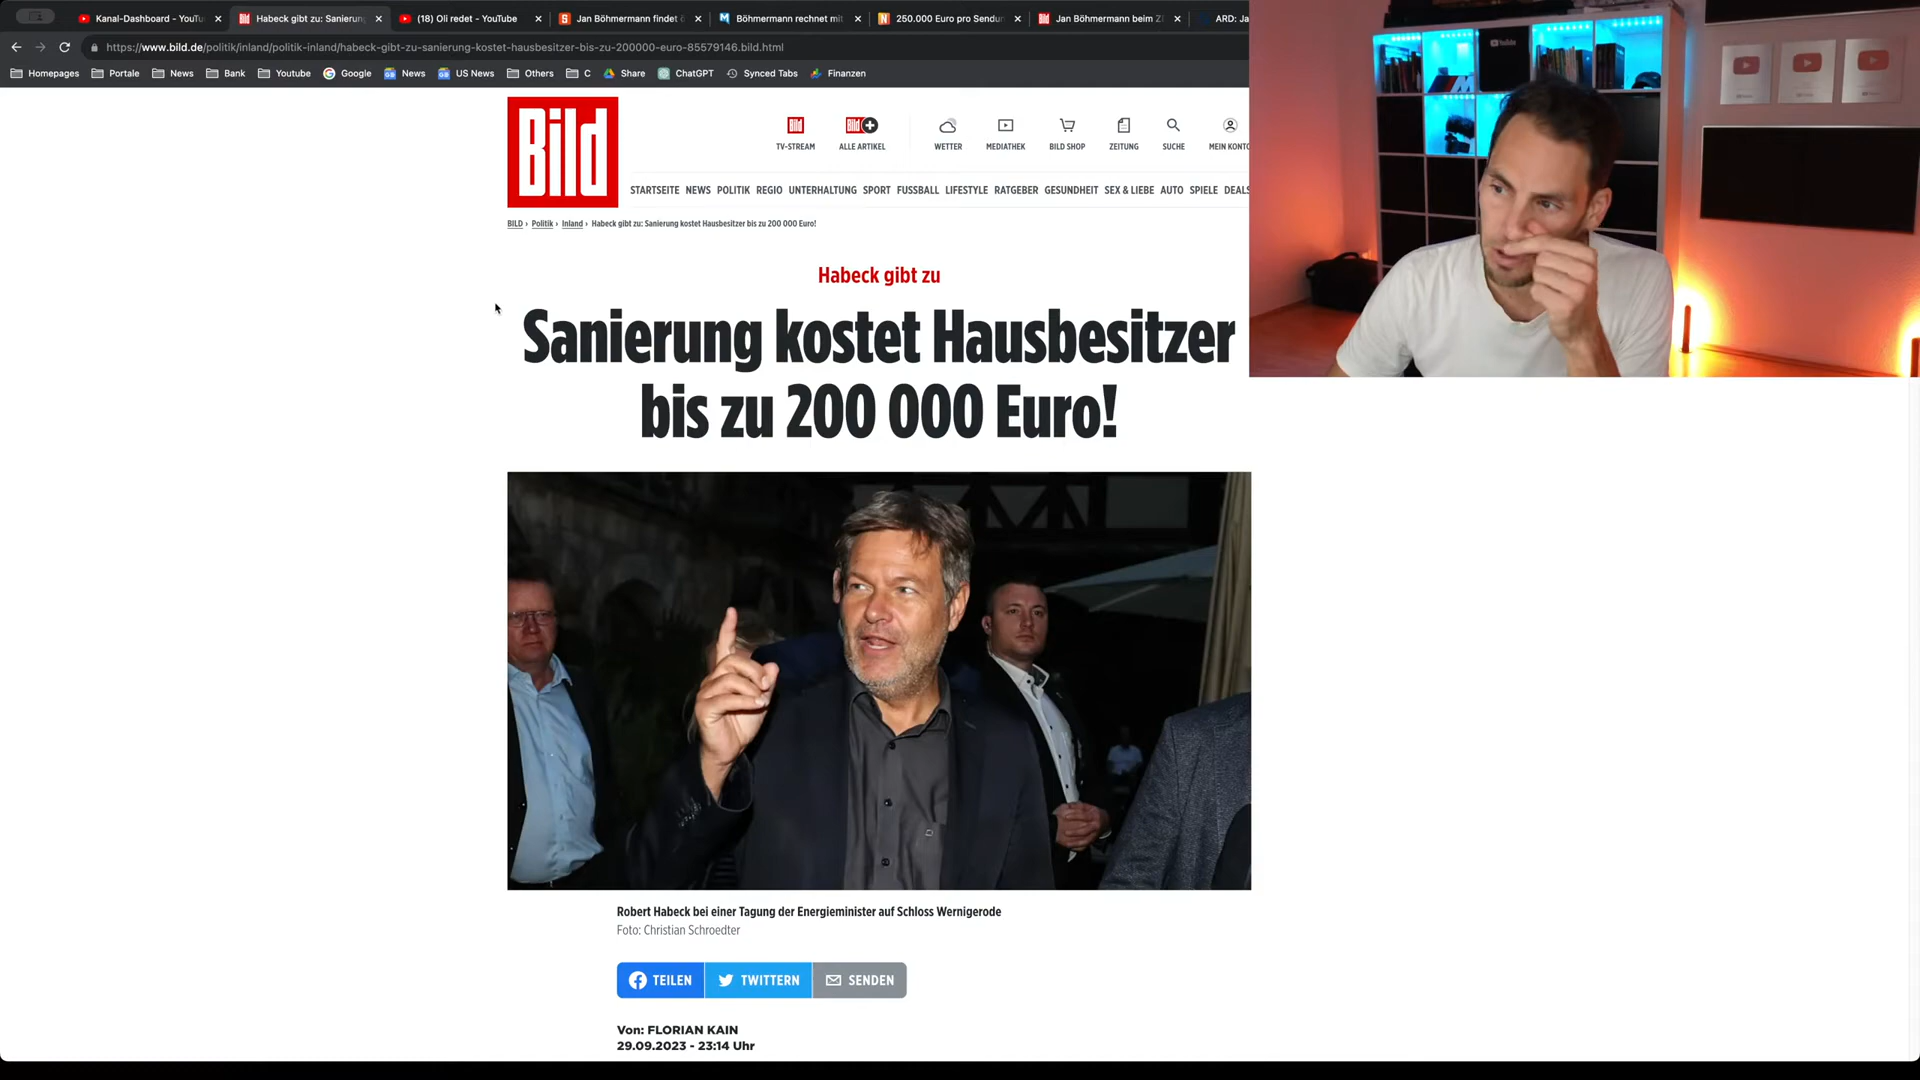 Kanal-Dashboard - YouTu
Habeck gibt zu: Sanierung
(18) Oli redet - YouTube
Jan Böhmermann findet
Böhmermann rechnet mit
250.000 Euro pro Sendun
Jan Böhmermann beim Z
ARD: Ja
https://www.bild.de/politik/inland/politik-inland/habeck-gibt-zu-sanierung-kostet-hausbesitzer-bis-zu-200000-euro-85579146.bild.html
Homepages
Portale
News
Bank
Youtube
Google
News
US News
Others
C
Share
ChatGPT
Synced Tabs
Finanzen
Bild
TV-STREAM
ALLE ARTIKEL
WETTER
MEDIATHEK
BILD SHOP
ZEITUNG
SUCHE
MEIN KONTO
STARTSEITE NEWS POLITIK REGIO UNTERHALTUNG SPORT FUSSBALL LIFESTYLE RATGEBER GESUNDHEIT SEX & LIEBE AUTO SPIELE DEALS
BILD › Politik › Inland › Habeck gibt zu: Sanierung kostet Hausbesitzer bis zu 200 000 Euro!
Habeck gibt zu
Sanierung kostet Hausbesitzer
bis zu 200 000 Euro!
Robert Habeck bei einer Tagung der Energieminister auf Schloss Wernigerode
Foto: Christian Schroedter
TEILEN
TWITTERN
SENDEN
Von: FLORIAN KAIN
29.09.2023 - 23:14 Uhr